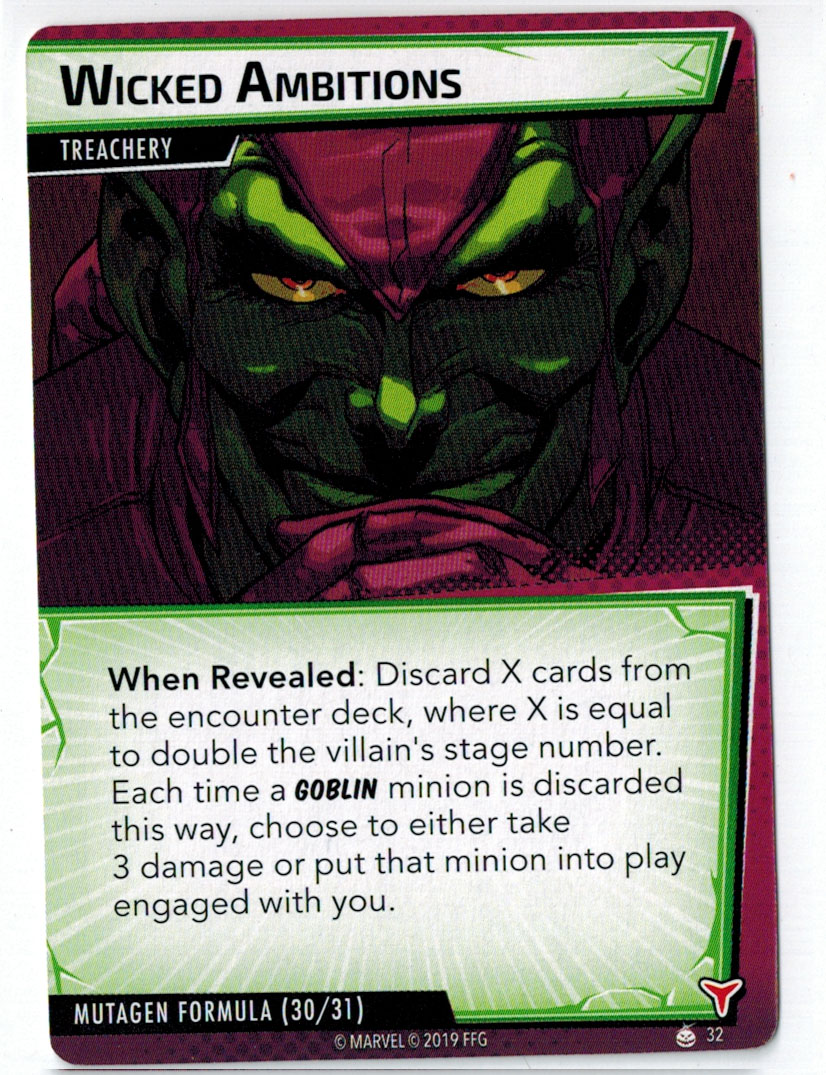 WICKED AMBITIONS
TREACHERY
When Revealed: Discard X cards from
the encounter deck, where X is equal
to double the villain's stage number.
Each time a GOBLIN minion is discarded
this way, choose to either take
3 damage or put that minion into play
engaged with you.
MUTAGEN FORMULA (30/31)
© MARVEL © 2019 FFG
32